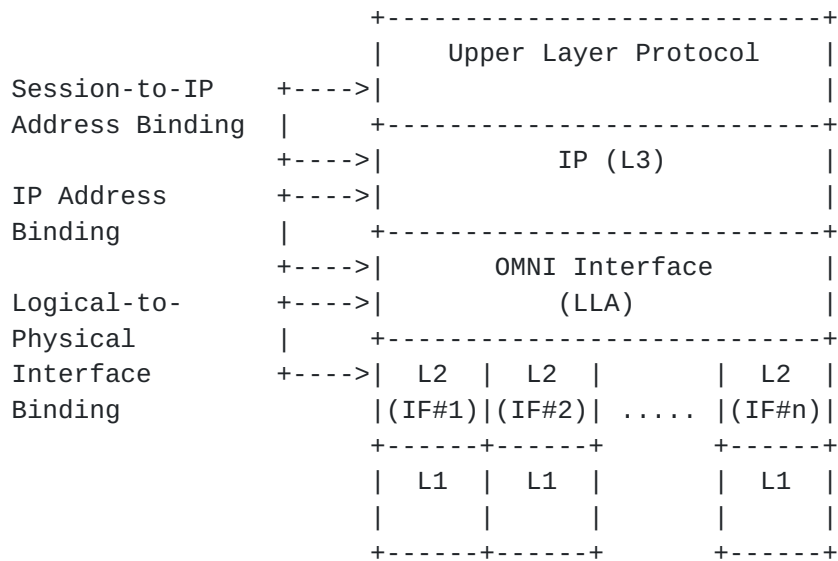 +----------------------------+
                       |    Upper Layer Protocol    |
Session-to-IP    +---->|                            |
Address Binding  |     +----------------------------+
                 +---->|           IP (L3)          |
IP Address       +---->|                            |
Binding          |     +----------------------------+
                 +---->|       OMNI Interface       |
Logical-to-      +---->|           (LLA)            |
Physical         |     +----------------------------+
Interface        +---->|  L2  |  L2  |       |  L2  |
Binding                |(IF#1)|(IF#2)| ..... |(IF#n)|
                       +------+------+       +------+
                       |  L1  |  L1  |       |  L1  |
                       |      |      |       |      |
                       +------+------+       +------+